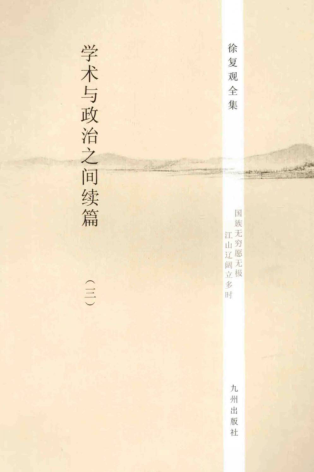 徐复观全集
学术与政治之间续篇
（三）
国族无穷愿无极
江山辽阔立多时
九州出版社